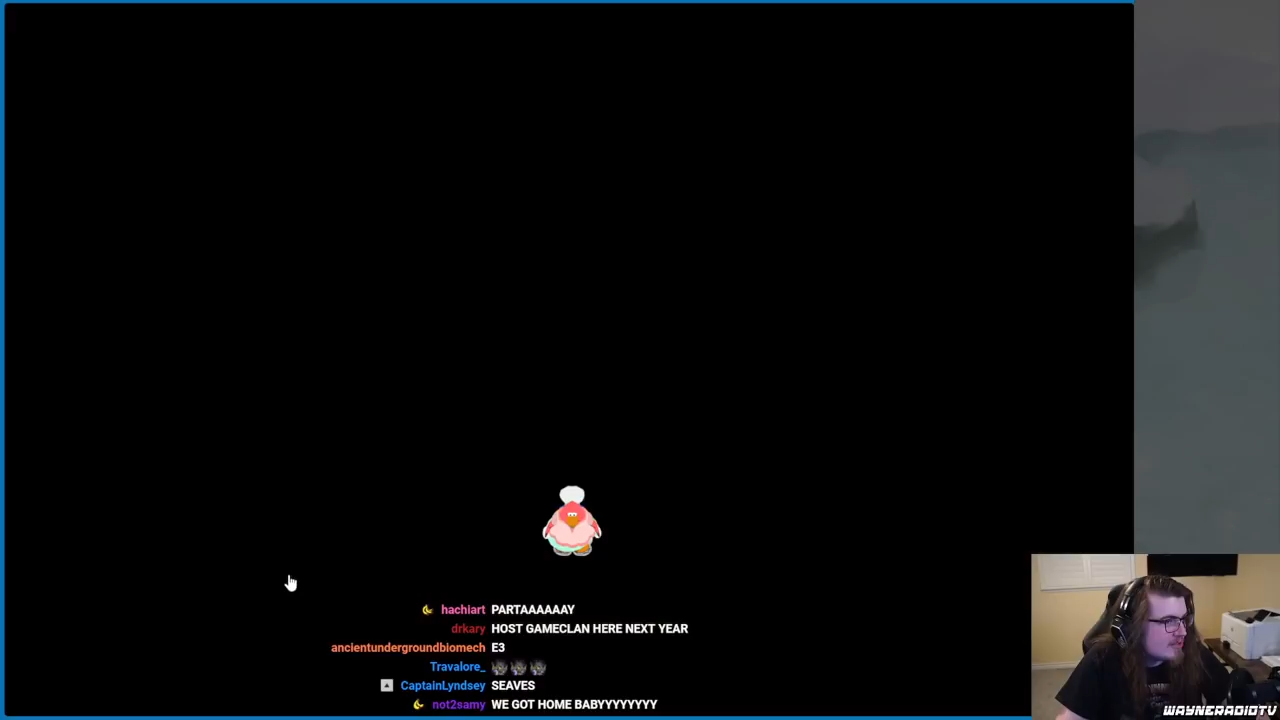 hachiart PARTAAAAAAY
drkary HOST GAMECLAN HERE NEXT YEAR
ancientundergroundbiomech E3
Travalore_
CaptainLyndsey SEAVES
not2samy WE GOT HOME BABYYYYYYYY
WAYNERADIOTV